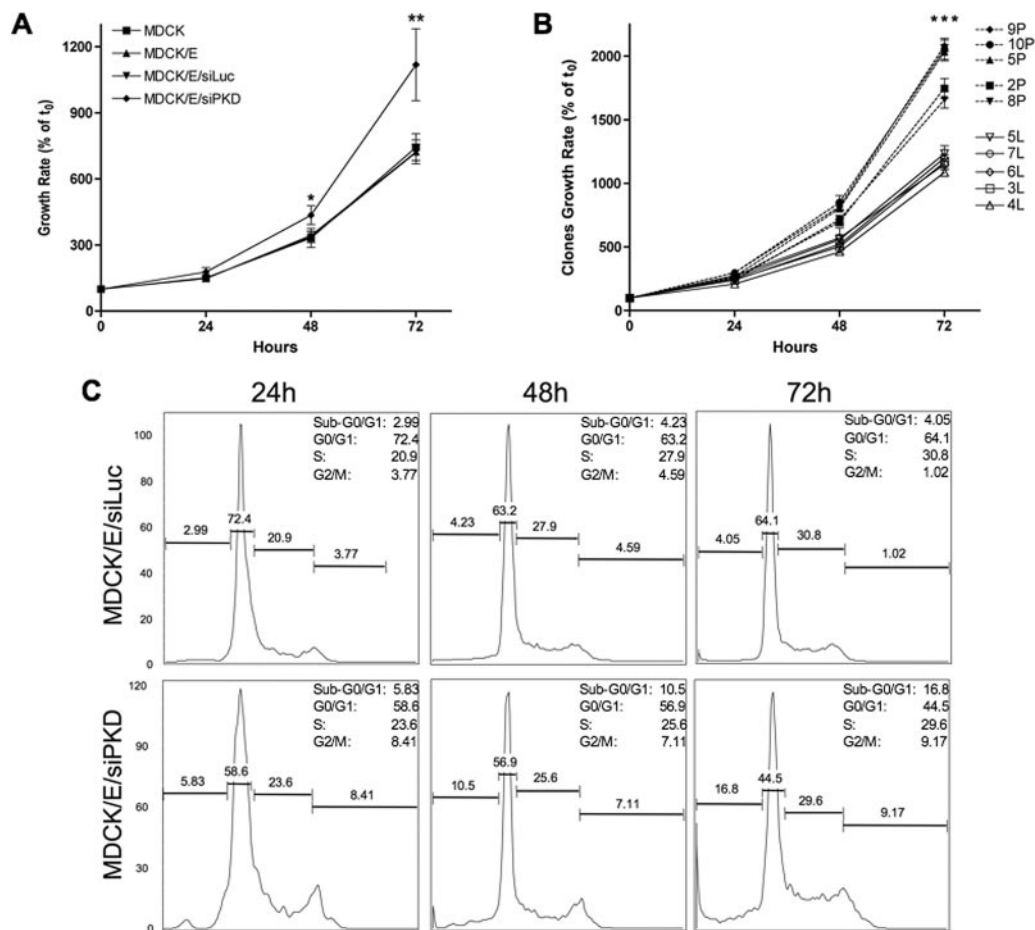 A
MDCK
MDCK/E
MDCK/E/siLuc
MDCK/E/siPKD
**
*
Growth Rate (% of t0)
1200
900
600
300
0
0 24 48 72
Hours
B
***
9P
10P
5P
2P
8P
5L
7L
6L
3L
4L
Clones Growth Rate (% of t0)
2000
1500
1000
500
0
0 24 48 72
Hours
C
24h 48h 72h
MDCK/E/siLuc
100
80
60
40
20
0
Sub-G0/G1: 2.99
G0/G1: 72.4
S: 20.9
G2/M: 3.77
2.99 72.4 20.9 3.77
Sub-G0/G1: 4.23
G0/G1: 63.2
S: 27.9
G2/M: 4.59
4.23 63.2 27.9 4.59
Sub-G0/G1: 4.05
G0/G1: 64.1
S: 30.8
G2/M: 1.02
4.05 64.1 30.8 1.02
MDCK/E/siPKD
120
90
60
30
0
Sub-G0/G1: 5.83
G0/G1: 58.6
S: 23.6
G2/M: 8.41
5.83 58.6 23.6 8.41
Sub-G0/G1: 10.5
G0/G1: 56.9
S: 25.6
G2/M: 7.11
10.5 56.9 25.6 7.11
Sub-G0/G1: 16.8
G0/G1: 44.5
S: 29.6
G2/M: 9.17
16.8 44.5 29.6 9.17